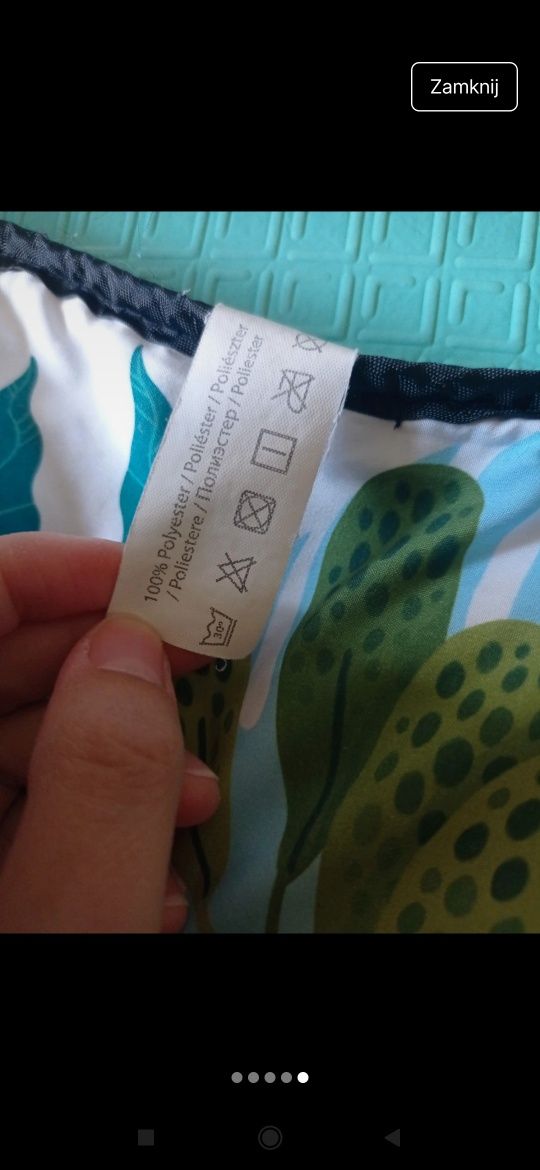 Zamknij
100% Polyester / Poliéster / Poliészter
/ Poliestere / Полиэстер / Poliester
30°